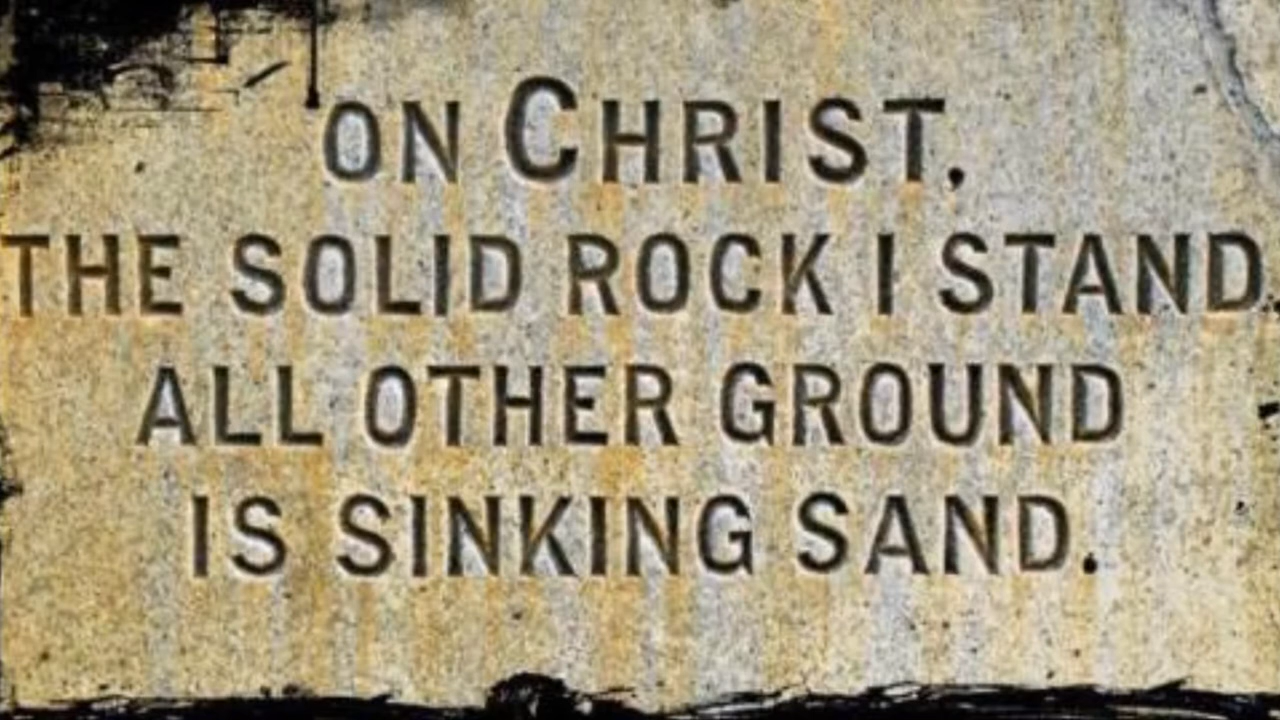 ON CHRIST,
THE SOLID ROCK I STAND
ALL OTHER GROUND
IS SINKING SAND.